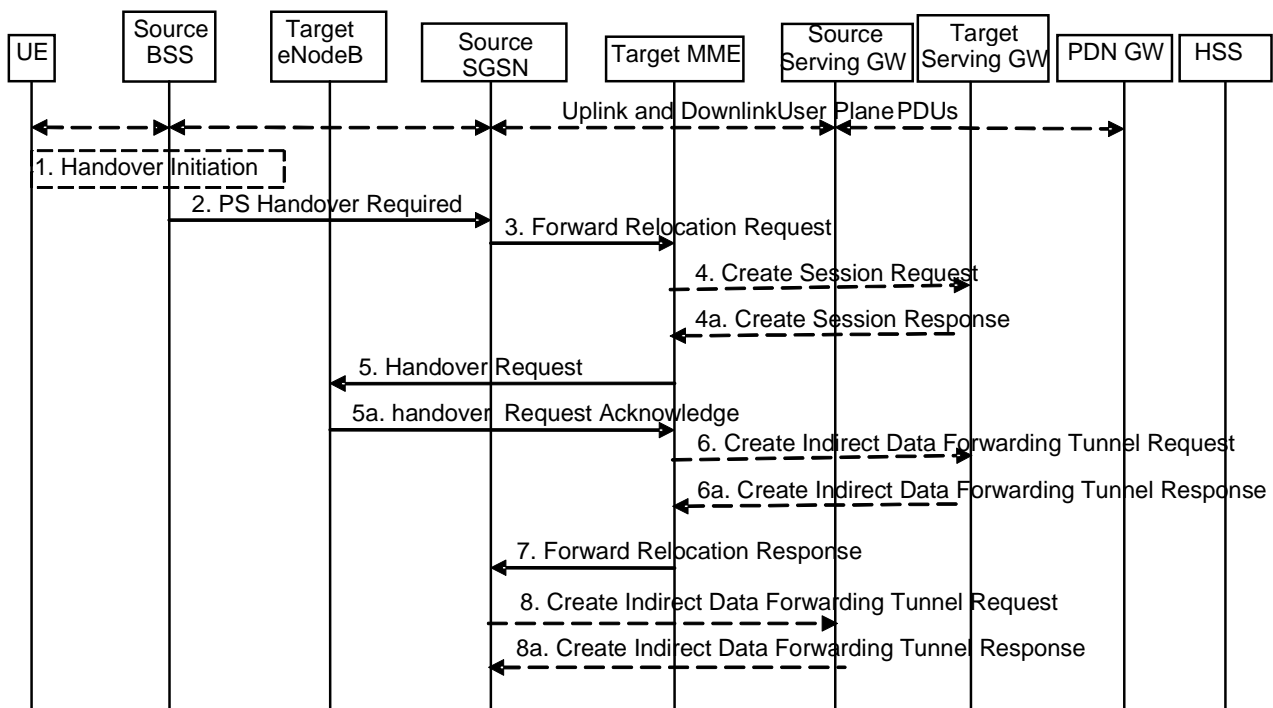 UE
Source
BSS
Target
eNodeB
Source
SGSN
Target MME
Source
Serving GW
Target
Serving GW
PDN GW
HSS
Uplink and DownlinkUser PlanePDUs
1. Handover Initiation
2. PS Handover Required
3. Forward Relocation Request
4. Create Session Request
4a. Create Session Response
5. Handover Request
5a. handover Request Acknowledge
6. Create Indirect Data Forwarding Tunnel Request
6a. Create Indirect Data Forwarding Tunnel Response
7. Forward Relocation Response
8. Create Indirect Data Forwarding Tunnel Request
8a. Create Indirect Data Forwarding Tunnel Response